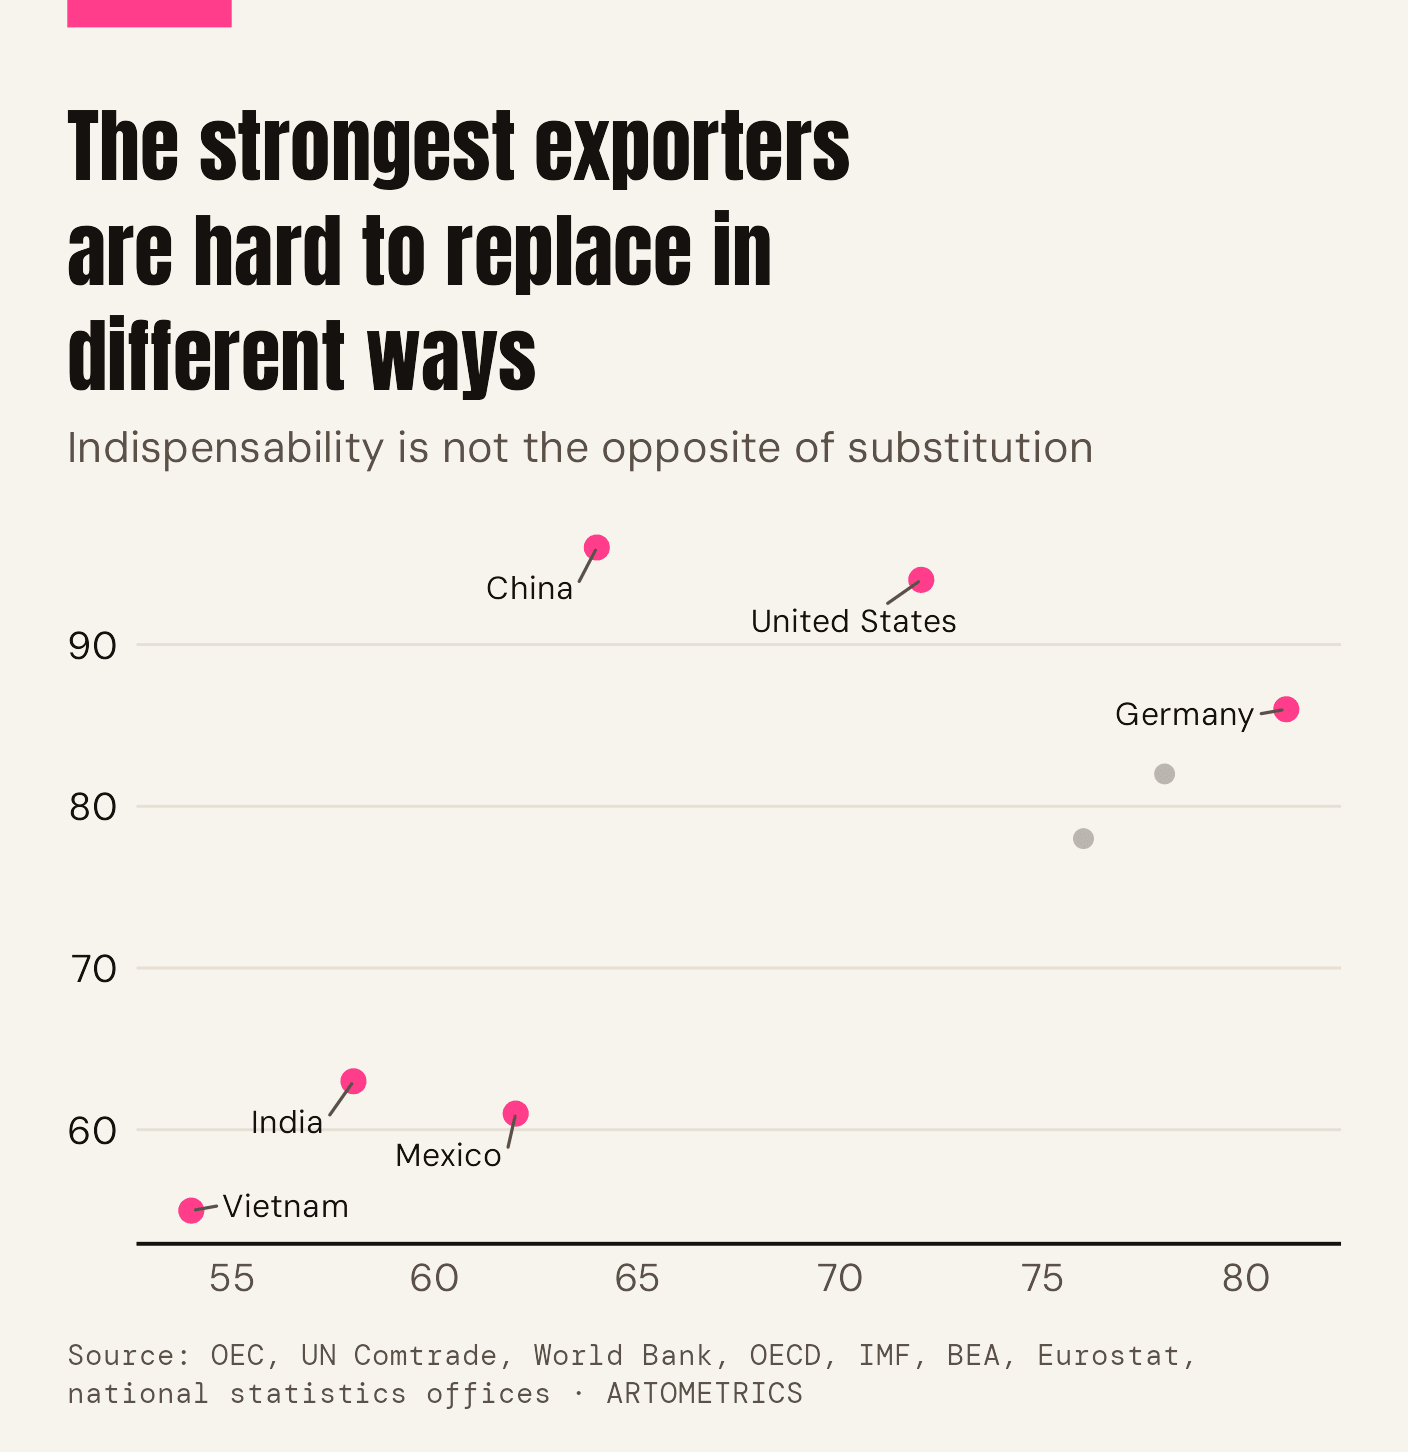 The strongest exporters
are hard to replace in
different ways
Indispensability is not the opposite of substitution
China
United States
90
Germany
80
70
India
60
Mexico
Vietnam
55 60 65 70 75 80
Source: OEC, UN Comtrade, World Bank, OECD, IMF, BEA, Eurostat,
national statistics offices · ARTOMETRICS